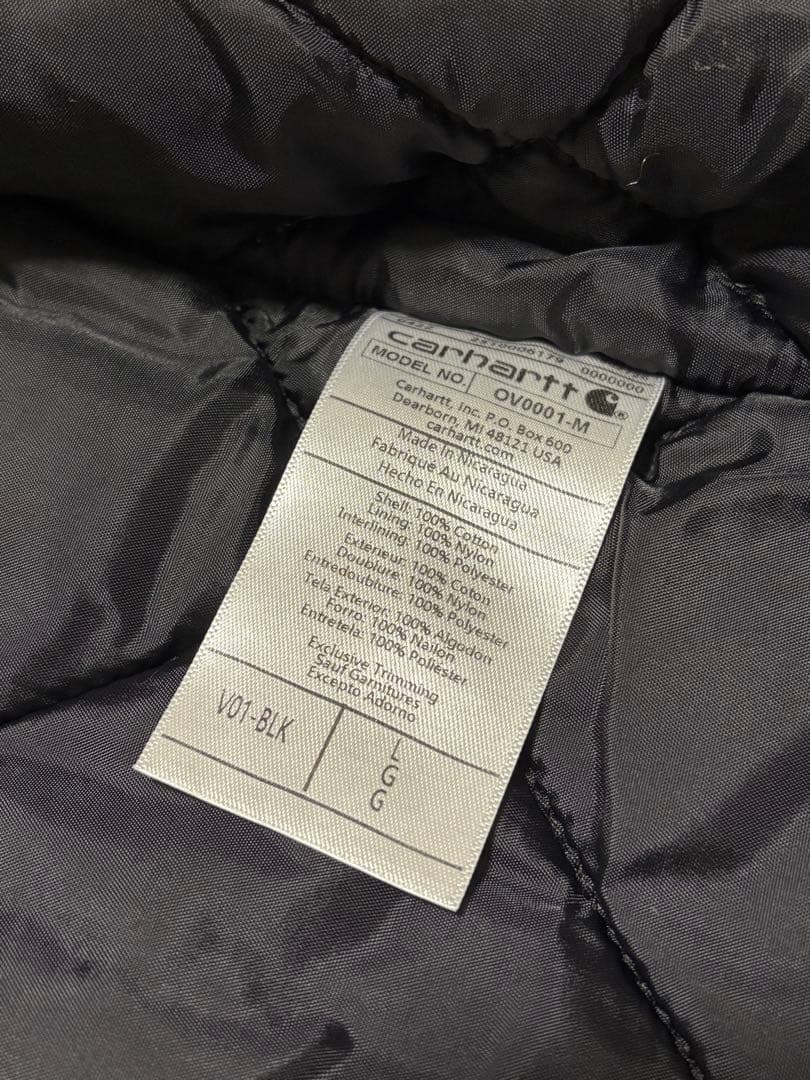 carhartt
MODEL NO. OV0001-M
Carhartt, Inc. P.O. Box 600
Dearborn, MI 48121 USA
carhartt.com
Made In Nicaragua
Fabrique Au Nicaragua
Hecho En Nicaragua
Shell: 100% Cotton
Lining: 100% Nylon
Interlining: 100% Polyester
Exterieur: 100% Coton
Doublure: 100% Nylon
Entredoublure: 100% Polyester
Tela Exterior: 100% Algodon
Forro: 100% Nailon
Entretela: 100% Poliester
Exclusive Trimming
Sauf Garnitures
Excepto Adorno
V01-BLK
L
G
G